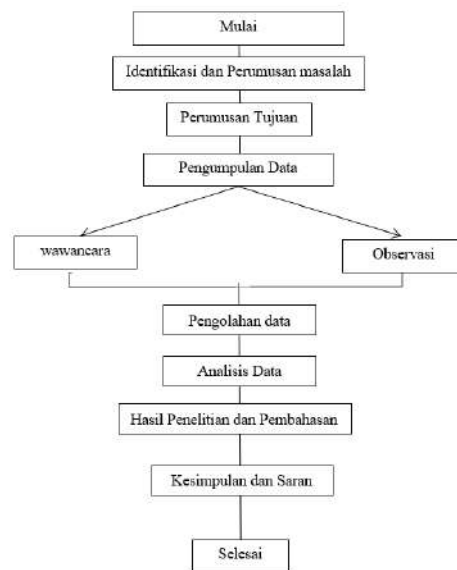 Mulai
Identifikasi dan Perumusan masalah
Perumusan Tujuan
Pengumpulan Data
wawancara
Observasi
Pengolahan data
Analisis Data
Hasil Penelitian dan Pembahasan
Kesimpulan dan Saran
Selesai